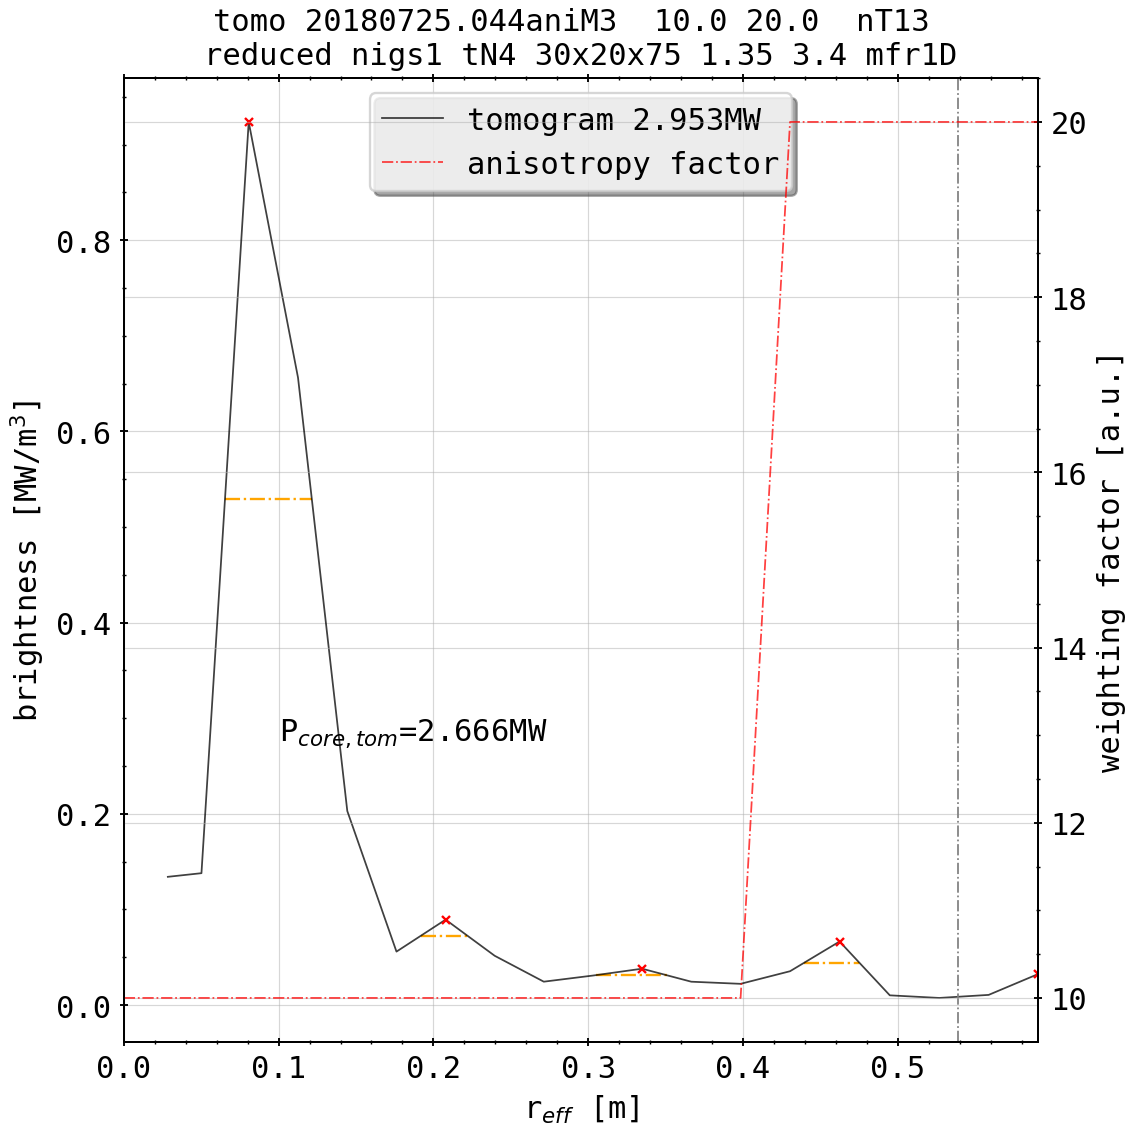 tomo 20180725.044aniM3  10.0 20.0  nT13
reduced nigs1 tN4 30x20x75 1.35 3.4 mfr1D
tomogram 2.953MW
anisotropy factor
brightness [MW/m³]
0.8
0.6
0.4
0.2
0.0
P_core,tom=2.666MW
20
18
16
14
12
10
weighting factor [a.u.]
0.0 0.1 0.2 0.3 0.4 0.5
r_eff [m]